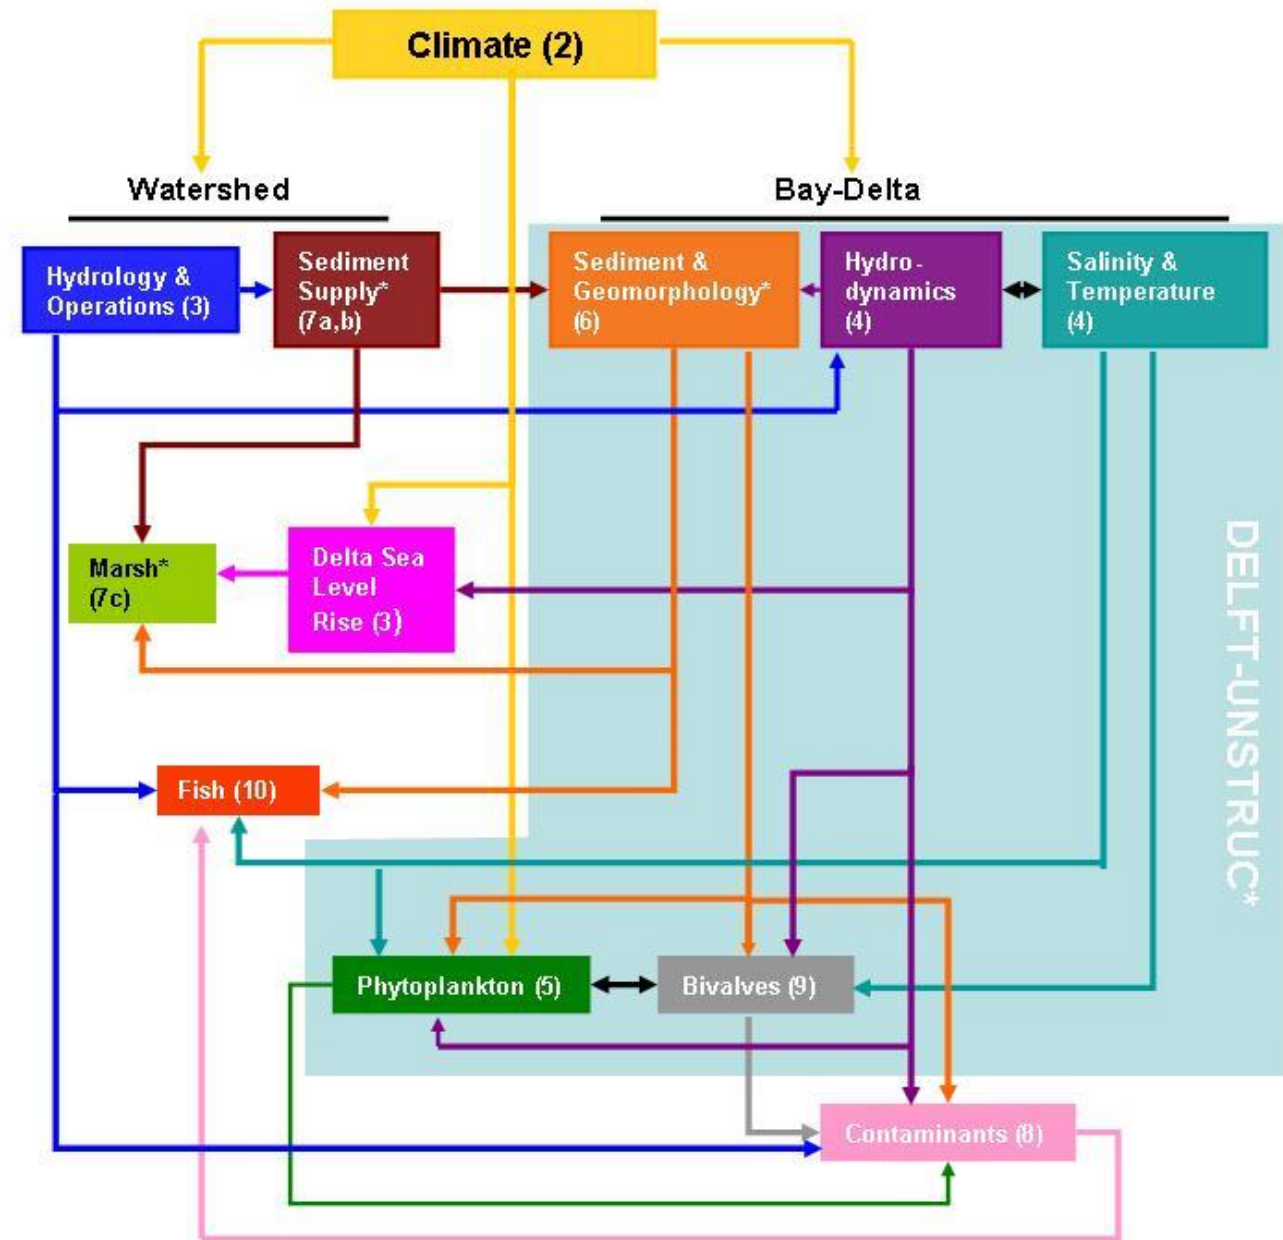 Climate (2)
Watershed
Bay-Delta
Hydrology &
Operations (3)
Sediment
Supply*
(7a,b)
Sediment &
Geomorphology*
(6)
Hydro-
dynamics
(4)
Salinity &
Temperature
(4)
Marsh*
(7c)
Delta Sea
Level
Rise (3)
DELFT-UNSTRUC*
Fish (10)
Phytoplankton (5)
Bivalves (9)
Contaminants (8)